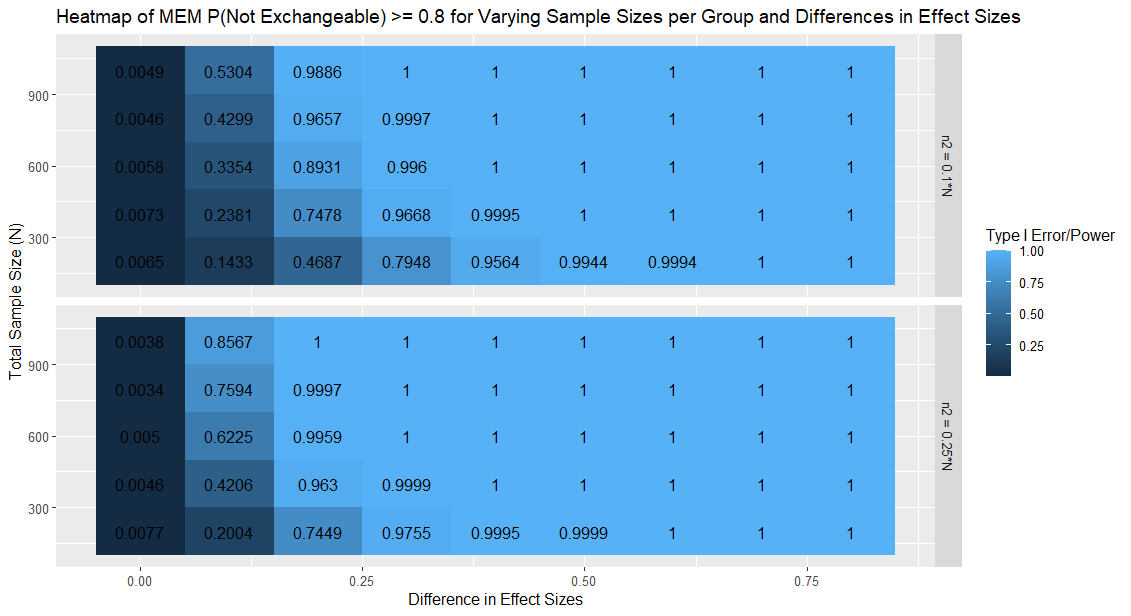 Heatmap of MEM P(Not Exchangeable) >= 0.8 for Varying Sample Sizes per Group and Differences in Effect Sizes
Total Sample Size (N)
900
600
300
0.0049 0.5304 0.9886 1 1 1 1 1 1
0.0046 0.4299 0.9657 0.9997 1 1 1 1 1
0.0058 0.3354 0.8931 0.996 1 1 1 1 1
0.0073 0.2381 0.7478 0.9668 0.9995 1 1 1 1
0.0065 0.1433 0.4687 0.7948 0.9564 0.9944 0.9994 1 1
n2 = 0.1*N
900
600
300
0.0038 0.8567 1 1 1 1 1 1 1
0.0034 0.7594 0.9997 1 1 1 1 1 1
0.005 0.6225 0.9959 1 1 1 1 1 1
0.0046 0.4206 0.963 0.9999 1 1 1 1 1
0.0077 0.2004 0.7449 0.9755 0.9995 0.9999 1 1 1
n2 = 0.25*N
0.00 0.25 0.50 0.75
Difference in Effect Sizes
Type I Error/Power
1.00
0.75
0.50
0.25